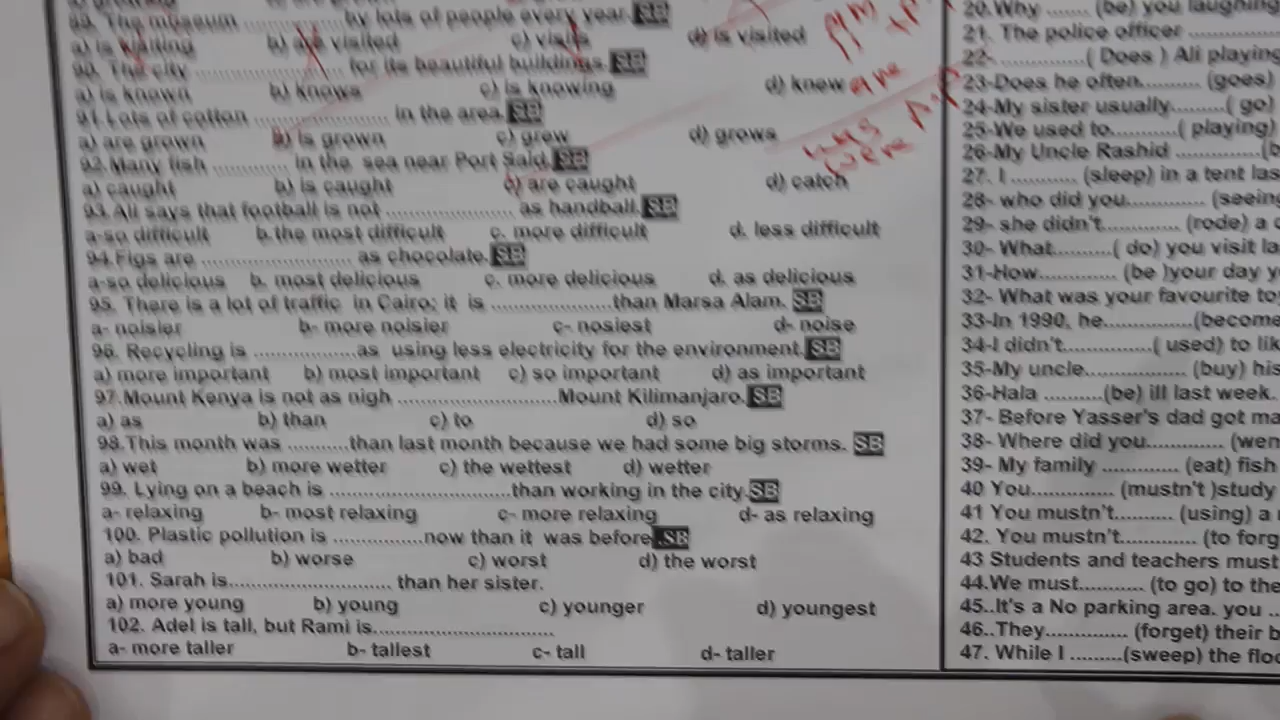 89. The museum .................. by lots of people every year. SB
a) is waiting b) are visited c) visits d) is visited
90. The city ........................ for its beautiful buildings. SB
a) is known b) knows c) is knowing d) knew
91. Lots of cotton ...................... in the area. SB
a) are grown b) is grown c) grew d) grows
92. Many fish ............ in the sea near Port Said. SB
a) caught b) is caught c) are caught d) catch
93. Ali says that football is not .................... as handball. SB
a-so difficult b.the most difficult c. more difficult d. less difficult
94.Figs are ........................ as chocolate. SB
a-so delicious b. most delicious c. more delicious d. as delicious
95. There is a lot of traffic in Cairo; it is ....................than Marsa Alam. SB
a- noisier b- more noisier c- nosiest d- noise
96. Recycling is .................as using less electricity for the environment. SB
a) more important b) most important c) so important d) as important
97.Mount Kenya is not as nigh ..........................Mount Kilimanjaro. SB
a) as b) than c) to d) so
98.This month was ..........than last month because we had some big storms. SB
a) wet b) more wetter c) the wettest d) wetter
99. Lying on a beach is ..............................than working in the city. SB
a- relaxing b- most relaxing c- more relaxing d- as relaxing
100. Plastic pollution is ...............now than it was before .SB
a) bad b) worse c) worst d) the worst
101. Sarah is........................... than her sister.
a) more young b) young c) younger d) youngest
102. Adel is tall, but Rami is..............................
a- more taller b- tallest c- tall d- taller
am
are
was
were
20.Why ...... (be) you laughing
21. The police officer ............
22- .............( Does ) Ali playing
23-Does he often.......... (goes)
24-My sister usually.........( go)
25-We used to...........( playing)
26-My Uncle Rashid .............(b
27. I ........... (sleep) in a tent las
28- who did you........... (seein
29- she didn't............. (rode) a
30- What........( do) you visit la
31-How............ (be )your day y
32- What was your favourite to
33-In 1990, he...............(become
34-I didn't...............( used) to lik
35-My uncle............ (buy) his
36-Hala ..........(be) ill last week.
37- Before Yasser's dad got ma
38- Where did you............ (wen
39- My family ............ (eat) fish
40 You.............. (mustn't )study
41 You mustn't........... (using) a
42. You mustn't............. (to forg
43 Students and teachers must
44.We must........... (to go) to the
45..It's a No parking area. you ..
46..They.............. (forget) their b
47. While I .........(sweep) the floo